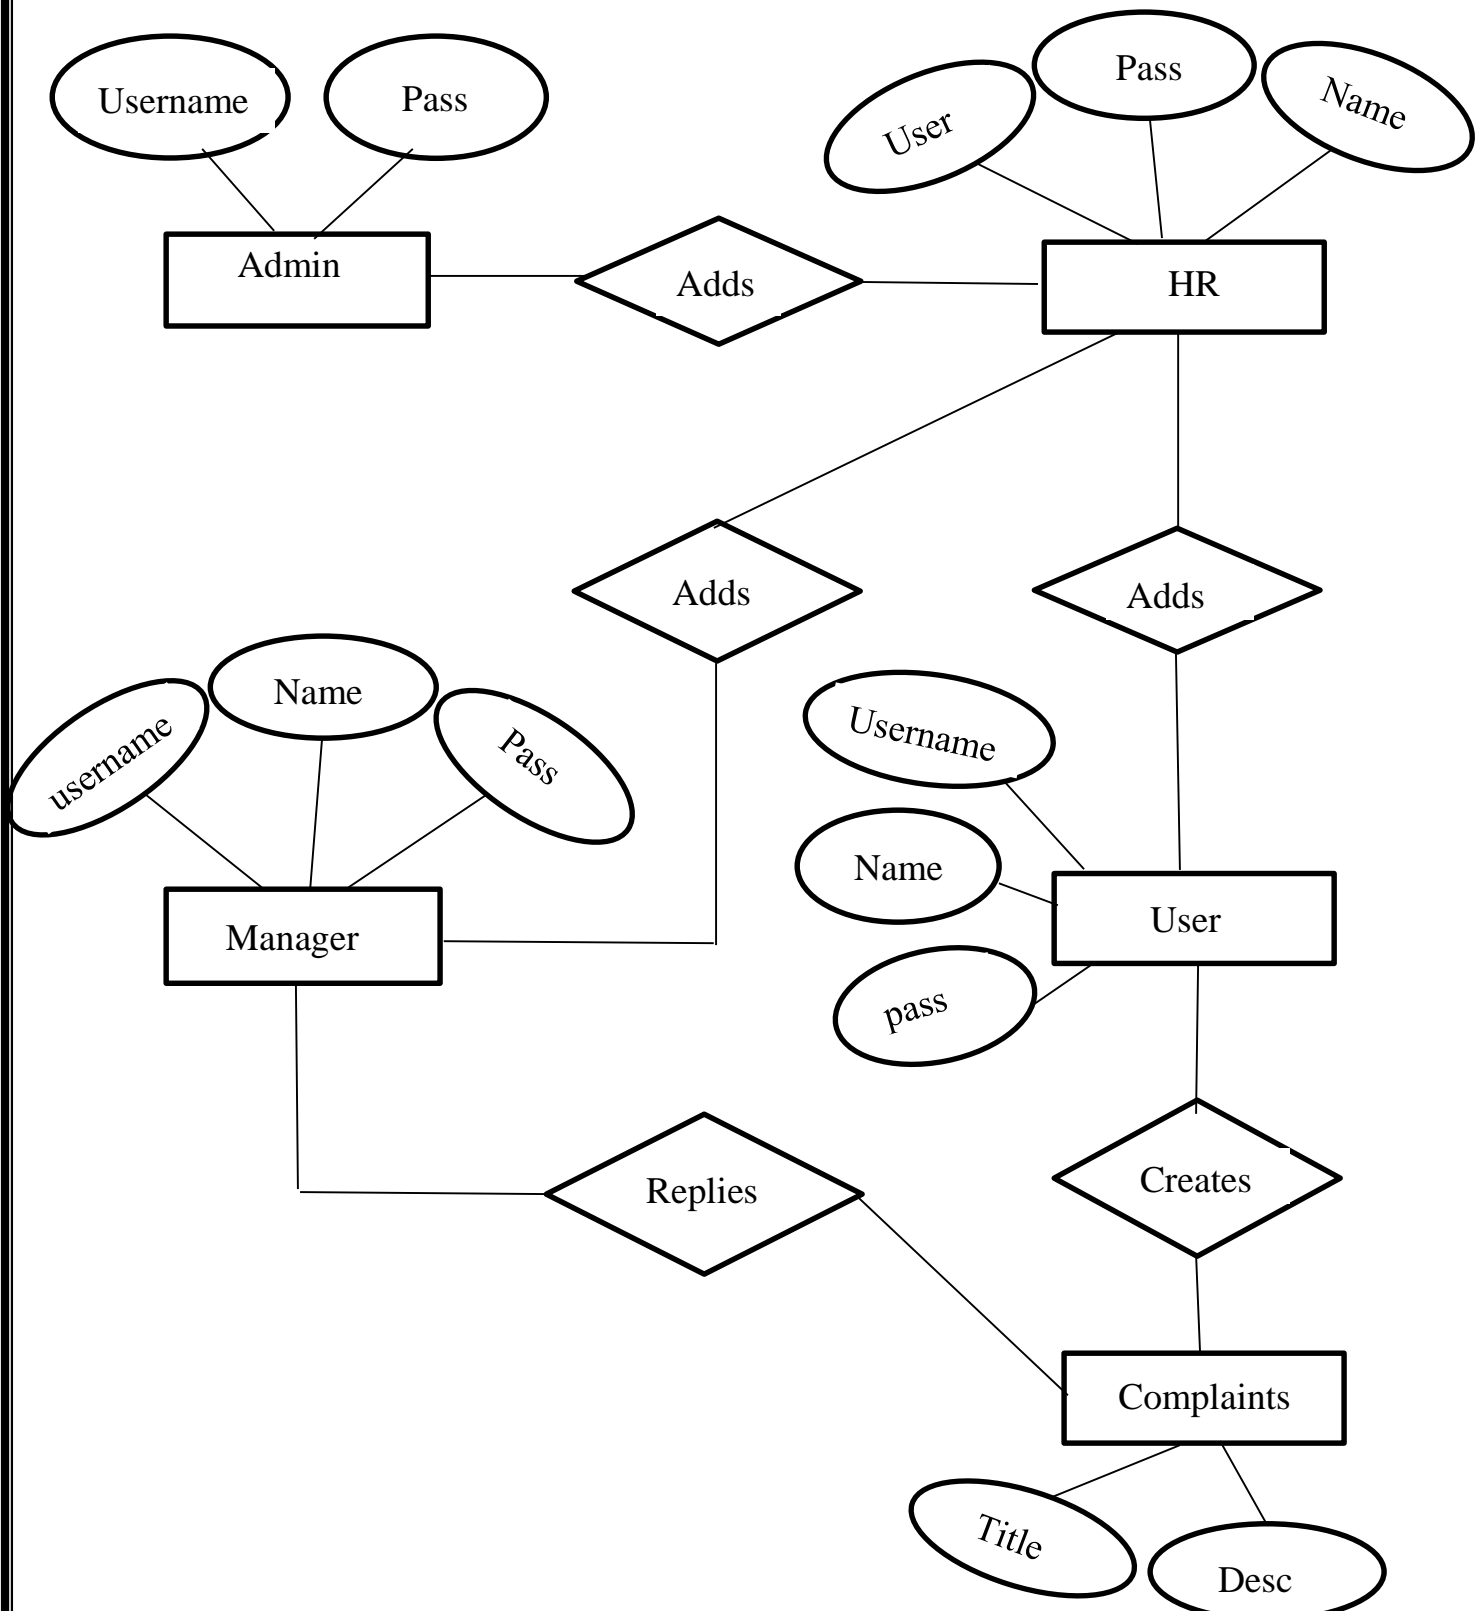 Username
Pass
User
Pass
Name
Admin
Adds
HR
Adds
Adds
username
Name
Pass
Username
Name
pass
Manager
User
Replies
Creates
Complaints
Title
Desc